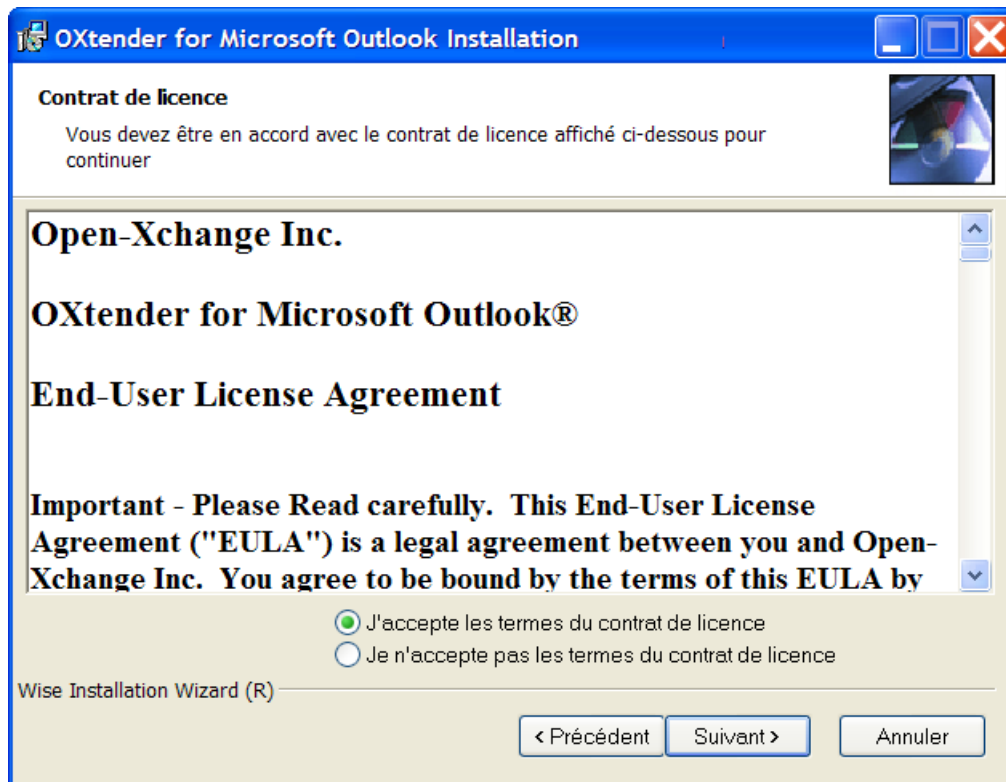 OXtender for Microsoft Outlook Installation
Contrat de licence
Vous devez être en accord avec le contrat de licence affiché ci-dessous pour
continuer
Open-Xchange Inc.
OXtender for Microsoft Outlook®
End-User License Agreement
Important - Please Read carefully.  This End-User License
Agreement ("EULA") is a legal agreement between you and Open-
Xchange Inc.  You agree to be bound by the terms of this EULA by
J'accepte les termes du contrat de licence
Je n'accepte pas les termes du contrat de licence
Wise Installation Wizard (R)
< Précédent Suivant > Annuler